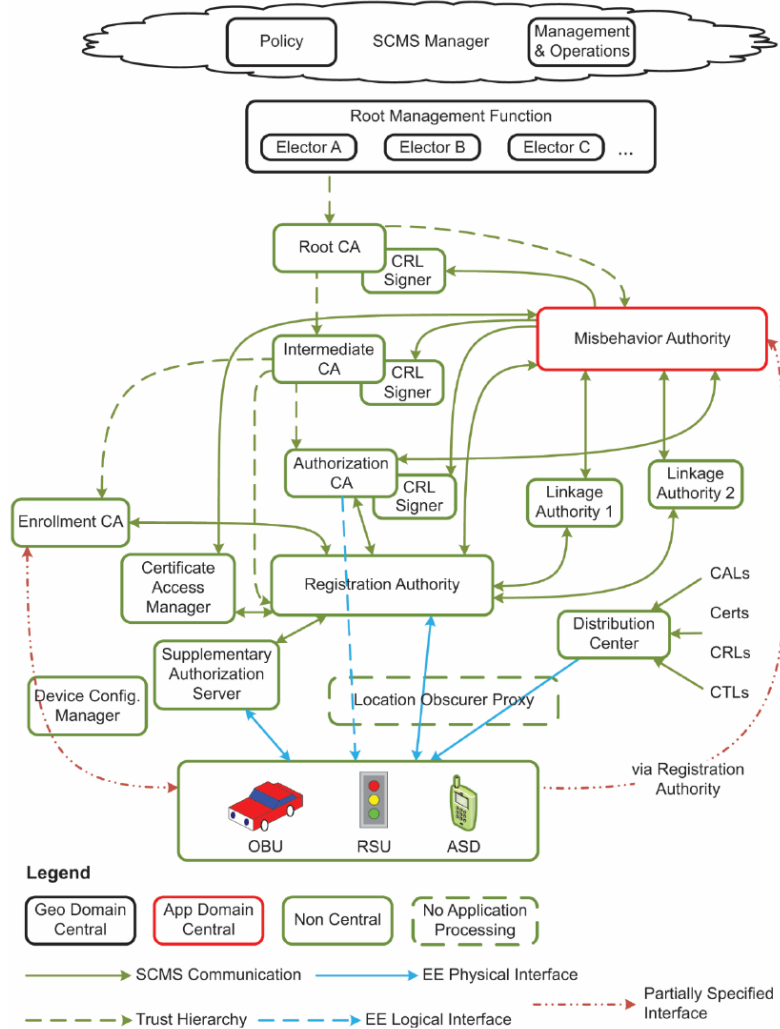 Policy
SCMS Manager
Management
& Operations
Root Management Function
Elector A
Elector B
Elector C
...
Root CA
CRL
Signer
Misbehavior Authority
Intermediate
CA
CRL
Signer
Authorization
CA
CRL
Signer
Linkage
Authority 1
Linkage
Authority 2
Enrollment CA
Certificate
Access
Manager
Registration Authority
CALs
Certs
CRLs
CTLs
Distribution
Center
Supplementary
Authorization
Server
Device Config.
Manager
Location Obscurer Proxy
via Registration
Authority
OBU
RSU
ASD
Legend
Geo Domain
Central
App Domain
Central
Non Central
No Application
Processing
SCMS Communication
EE Physical Interface
Trust Hierarchy
EE Logical Interface
Partially Specified
Interface